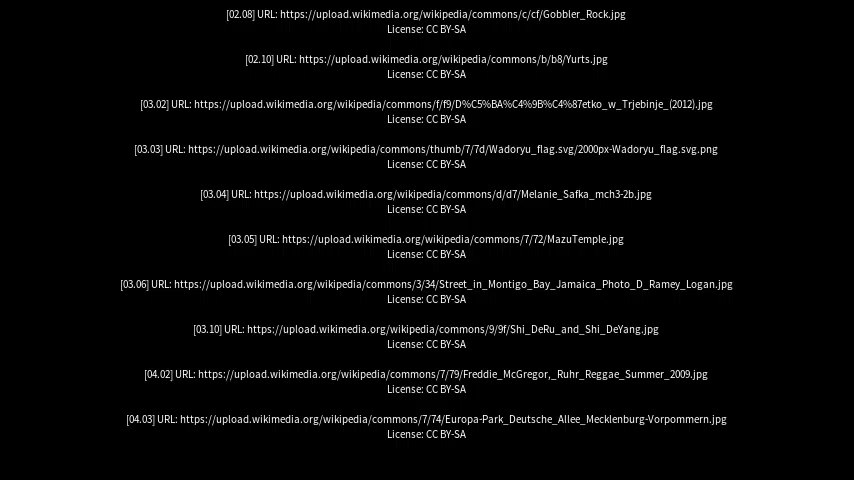 [02.08] URL: https://upload.wikimedia.org/wikipedia/commons/c/cf/Gobbler_Rock.jpg
License: CC BY-SA
[02.10] URL: https://upload.wikimedia.org/wikipedia/commons/b/b8/Yurts.jpg
License: CC BY-SA
[03.02] URL: https://upload.wikimedia.org/wikipedia/commons/f/f9/D%C5%BA%C4%9B%C4%87etko_w_Trjebinje_(2012).jpg
License: CC BY-SA
[03.03] URL: https://upload.wikimedia.org/wikipedia/commons/thumb/7/7d/Wadoryu_flag.svg/2000px-Wadoryu_flag.svg.png
License: CC BY-SA
[03.04] URL: https://upload.wikimedia.org/wikipedia/commons/d/d7/Melanie_Safka_mch3-2b.jpg
License: CC BY-SA
[03.05] URL: https://upload.wikimedia.org/wikipedia/commons/7/72/MazuTemple.jpg
License: CC BY-SA
[03.06] URL: https://upload.wikimedia.org/wikipedia/commons/3/34/Street_in_Montigo_Bay_Jamaica_Photo_D_Ramey_Logan.jpg
License: CC BY-SA
[03.10] URL: https://upload.wikimedia.org/wikipedia/commons/9/9f/Shi_DeRu_and_Shi_DeYang.jpg
License: CC BY-SA
[04.02] URL: https://upload.wikimedia.org/wikipedia/commons/7/79/Freddie_McGregor,_Ruhr_Reggae_Summer_2009.jpg
License: CC BY-SA
[04.03] URL: https://upload.wikimedia.org/wikipedia/commons/7/74/Europa-Park_Deutsche_Allee_Mecklenburg-Vorpommern.jpg
License: CC BY-SA